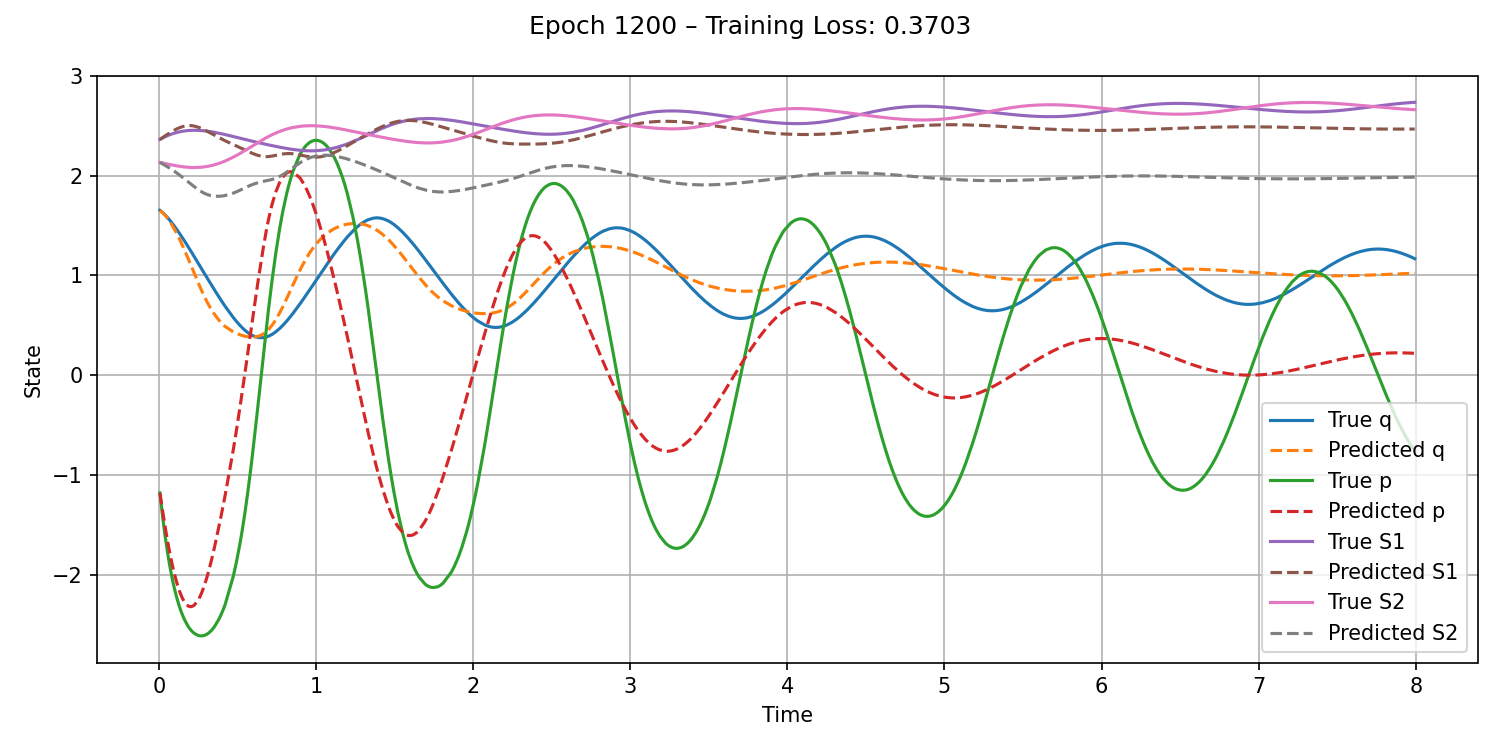 Epoch 1200 – Training Loss: 0.3703
3
2
1
0
−1
−2
State
0 1 2 3 4 5 6 7 8
Time
True q
Predicted q
True p
Predicted p
True S1
Predicted S1
True S2
Predicted S2